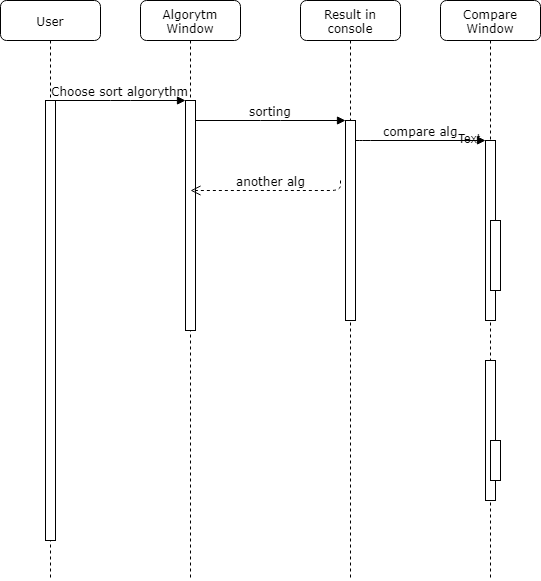 User
Algorytm
Window
Result in
console
Compare
Window
Choose sort algorythm
sorting
compare alg
Text
another alg